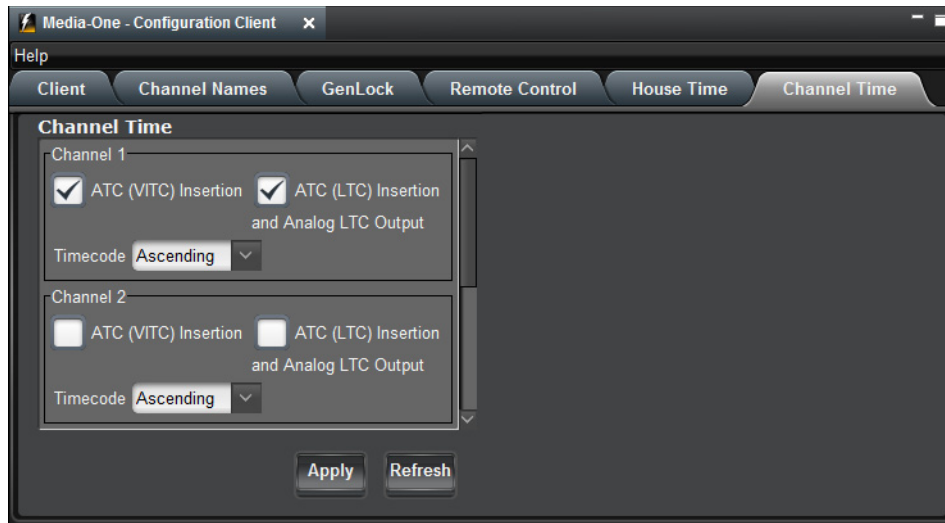 Media-One - Configuration Client
Help
Client Channel Names GenLock Remote Control House Time Channel Time
Channel Time
Channel 1
ATC (VITC) Insertion ATC (LTC) Insertion
and Analog LTC Output
Timecode Ascending
Channel 2
ATC (VITC) Insertion ATC (LTC) Insertion
and Analog LTC Output
Timecode Ascending
Apply Refresh